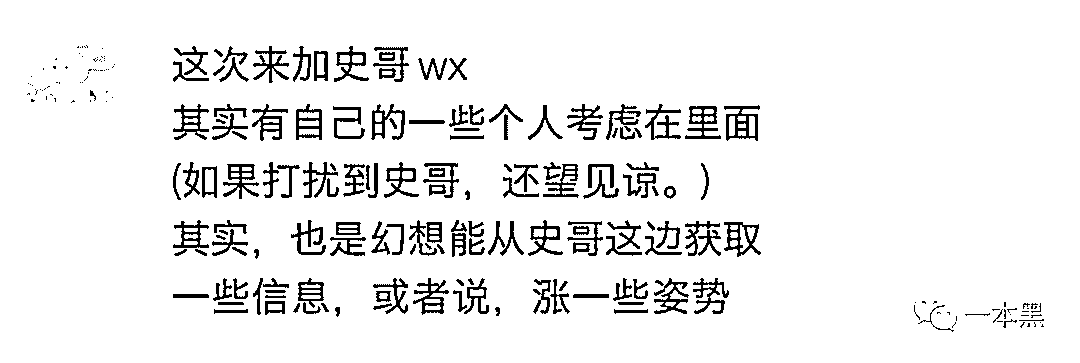 这次来加史哥wx
其实有自己的一些个人考虑在里面
(如果打扰到史哥，还望见谅。)
其实，也是幻想能从史哥这边获取
一些信息，或者说，涨一些姿势
一本黑